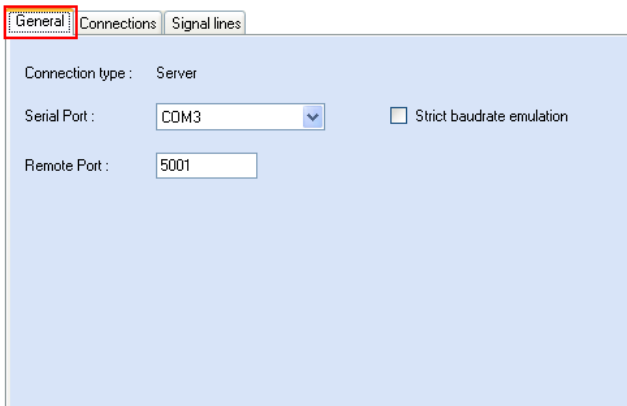 General Connections Signal lines
Connection type : Server
Serial Port : COM3 Strict baudrate emulation
Remote Port : 5001